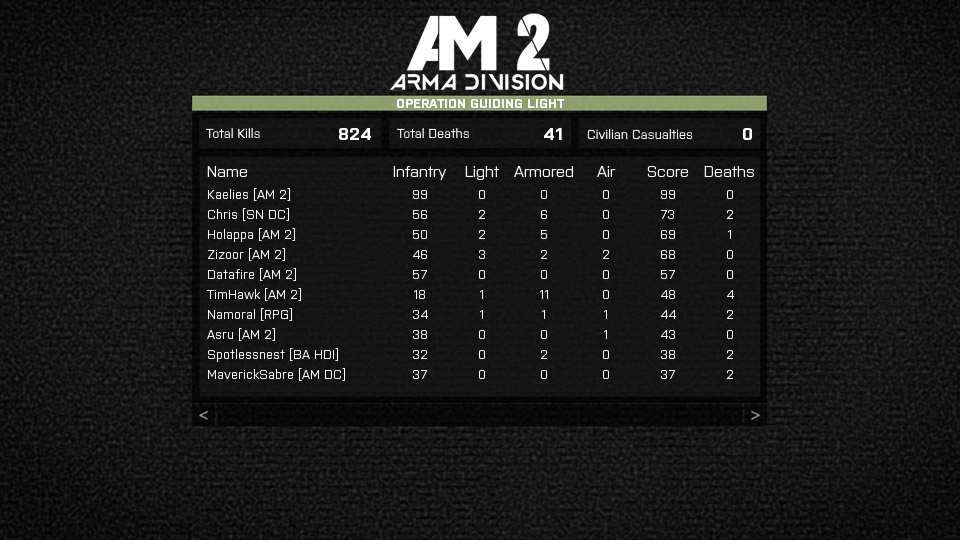 AM 2
ARMA DIVISION
OPERATION GUIDING LIGHT
Total Kills 824 Total Deaths 41 Civilian Casualties 0
Name Infantry Light Armored Air Score Deaths
Kaelies [AM 2] 99 0 0 0 99 0
Chris [SN DC] 56 2 6 0 73 2
Holappa [AM 2] 50 2 5 0 69 1
Zizoor [AM 2] 46 3 2 2 68 0
Datafire [AM 2] 57 0 0 0 57 0
TimHawk [AM 2] 18 1 11 0 48 4
Namoral [RPG] 34 1 1 1 44 2
Asru [AM 2] 38 0 0 1 43 0
Spotlessnest [BA HDI] 32 0 2 0 38 2
MaverickSabre [AM DC] 37 0 0 0 37 2
< >